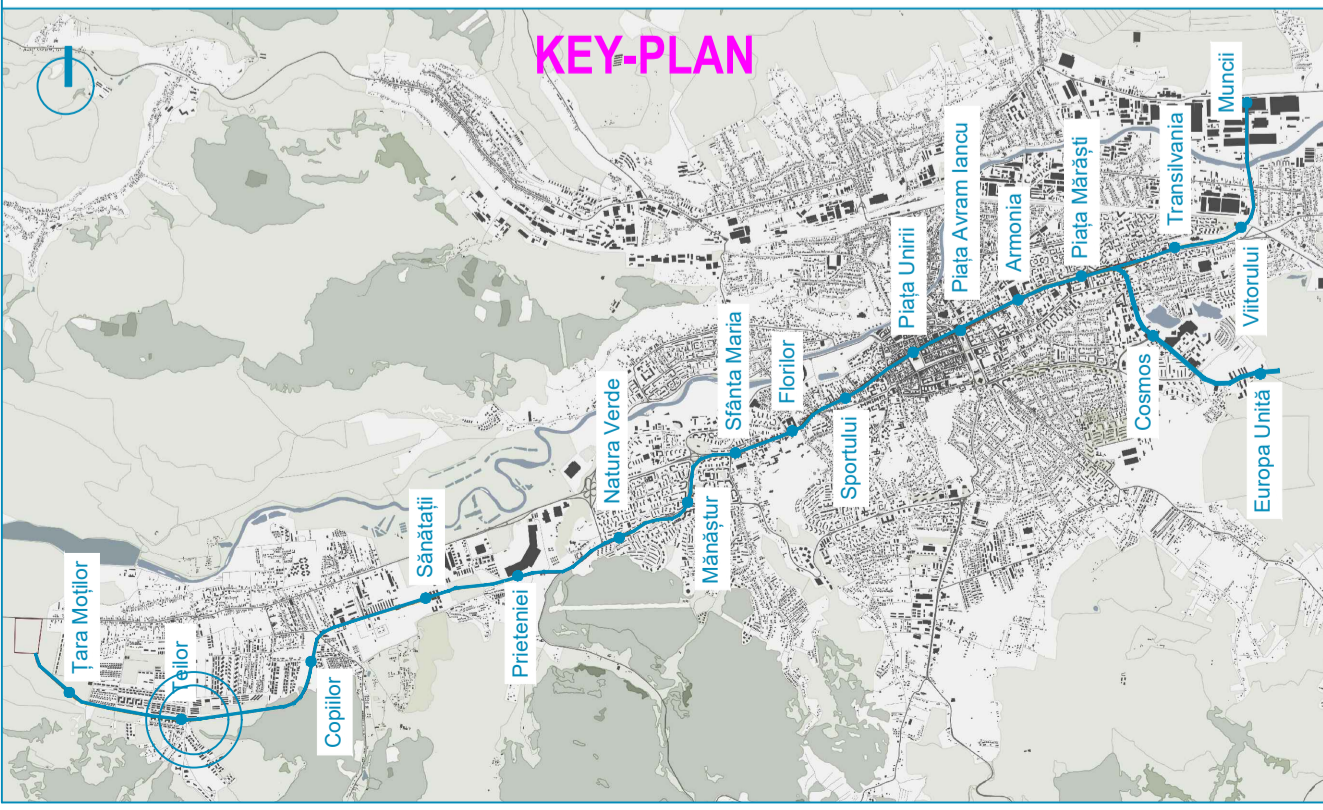 KEY-PLAN
Țara Moților
Teilor
Copiilor
Sănătații
Prieteniei
Natura Verde
Mănăștur
Sfânta Maria
Florilor
Sportului
Piața Unirii
Piața Avram Iancu
Armonia
Piața Mărăști
Transilvania
Viitorului
Muncii
Cosmos
Europa Unită